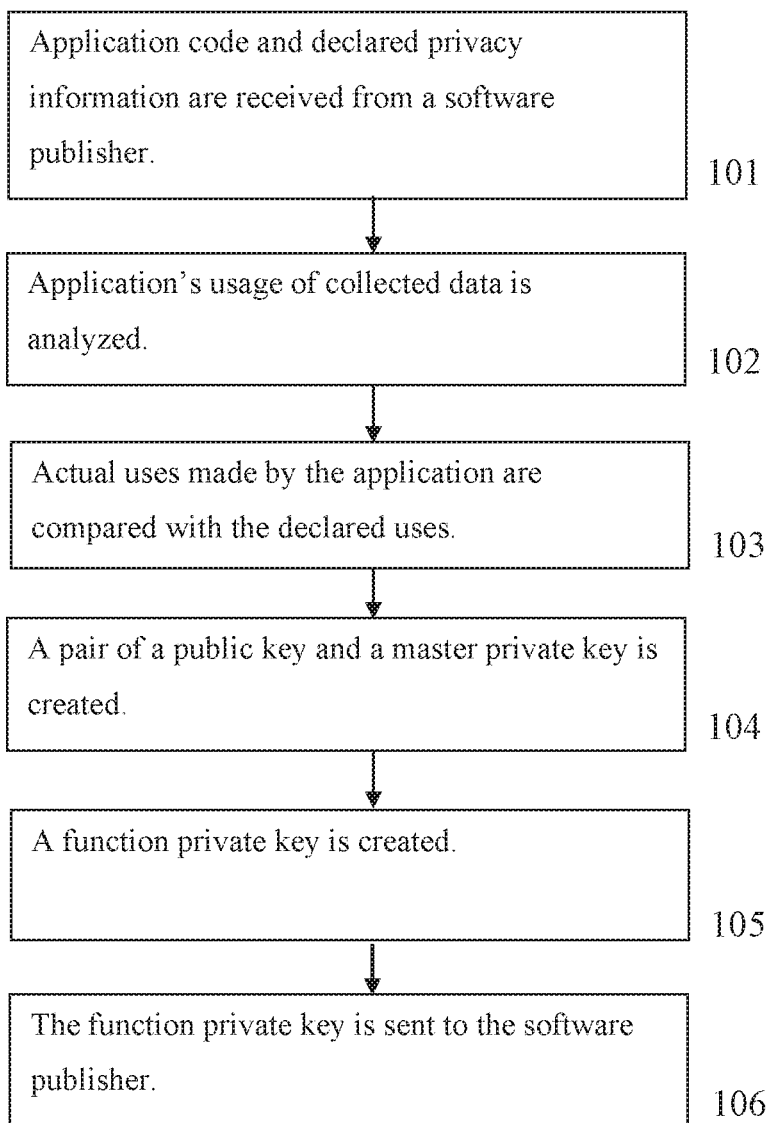 Application code and declared privacy
information are received from a software
publisher.
101
Application's usage of collected data is
analyzed.
102
Actual uses made by the application are
compared with the declared uses.
103
A pair of a public key and a master private key is
created.
104
A function private key is created.
105
The function private key is sent to the software
publisher.
106